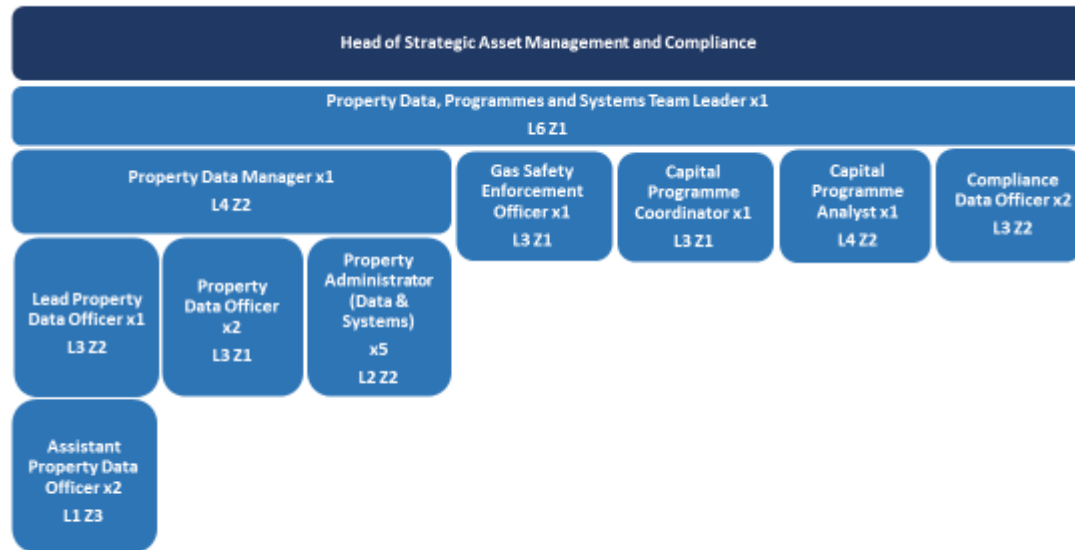 Head of Strategic Asset Management and Compliance
Property Data, Programmes and Systems Team Leader x1
L6 Z1
Property Data Manager x1
L4 Z2
Gas Safety
Enforcement
Officer x1
L3 Z1
Capital
Programme
Coordinator x1
L3 Z1
Capital
Programme
Analyst x1
L4 Z2
Compliance
Data Officer x2
L3 Z2
Lead Property
Data Officer x1
L3 Z2
Property
Data Officer
x2
L3 Z1
Property
Administrator
(Data &
Systems)
x5
L2 Z2
Assistant
Property Data
Officer x2
L1 Z3